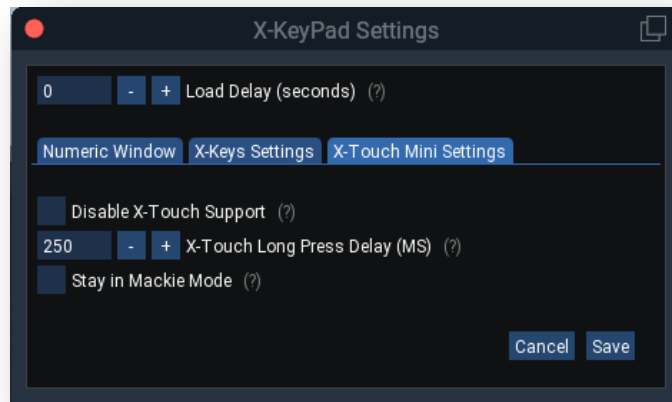 X-KeyPad Settings
0 - + Load Delay (seconds) (?)
Numeric Window X-Keys Settings X-Touch Mini Settings
Disable X-Touch Support (?)
250 - + X-Touch Long Press Delay (MS) (?)
Stay in Mackie Mode (?)
Cancel Save